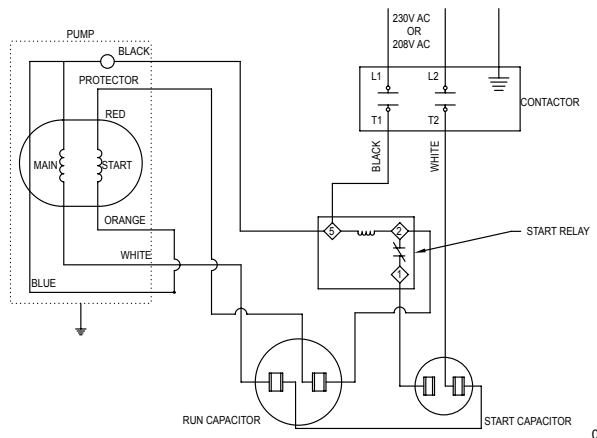 230V AC
OR
208V AC
PUMP
BLACK
PROTECTOR
L1
L2
CONTACTOR
T1
T2
RED
MAIN
START
BLACK
WHITE
ORANGE
5
2
START RELAY
WHITE
1
BLUE
RUN CAPACITOR
START CAPACITOR
0